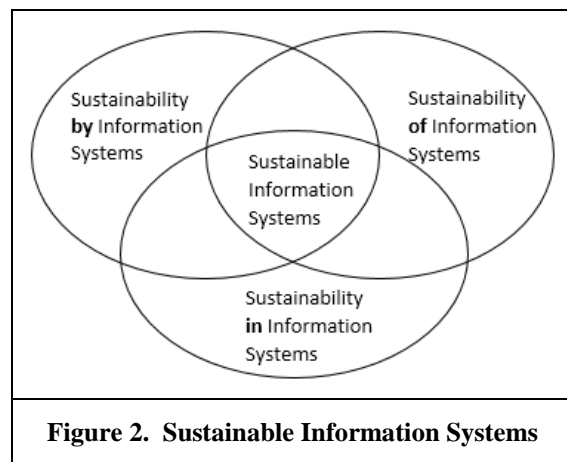 Sustainability
by Information
Systems
Sustainability
of Information
Systems
Sustainable
Information
Systems
Sustainability
in Information
Systems
Figure 2. Sustainable Information Systems